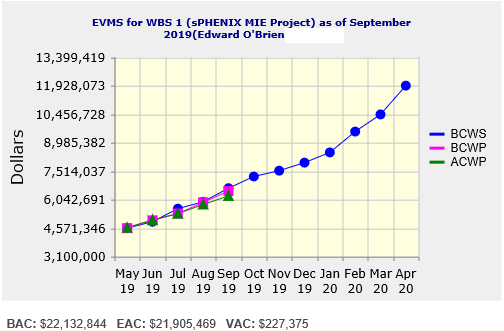 EVMS for WBS 1 (sPHENIX MIE Project) as of September
2019(Edward O'Brien
13,399,419
11,928,073
10,456,728
8,985,382
7,514,037
6,042,691
4,571,346
3,100,000
Dollars
BCWS
BCWP
ACWP
May Jun Jul Aug Sep Oct Nov Dec Jan Feb Mar Apr
19 19 19 19 19 19 19 19 20 20 20 20
BAC: $22,132,844 EAC: $21,905,469 VAC: $227,375